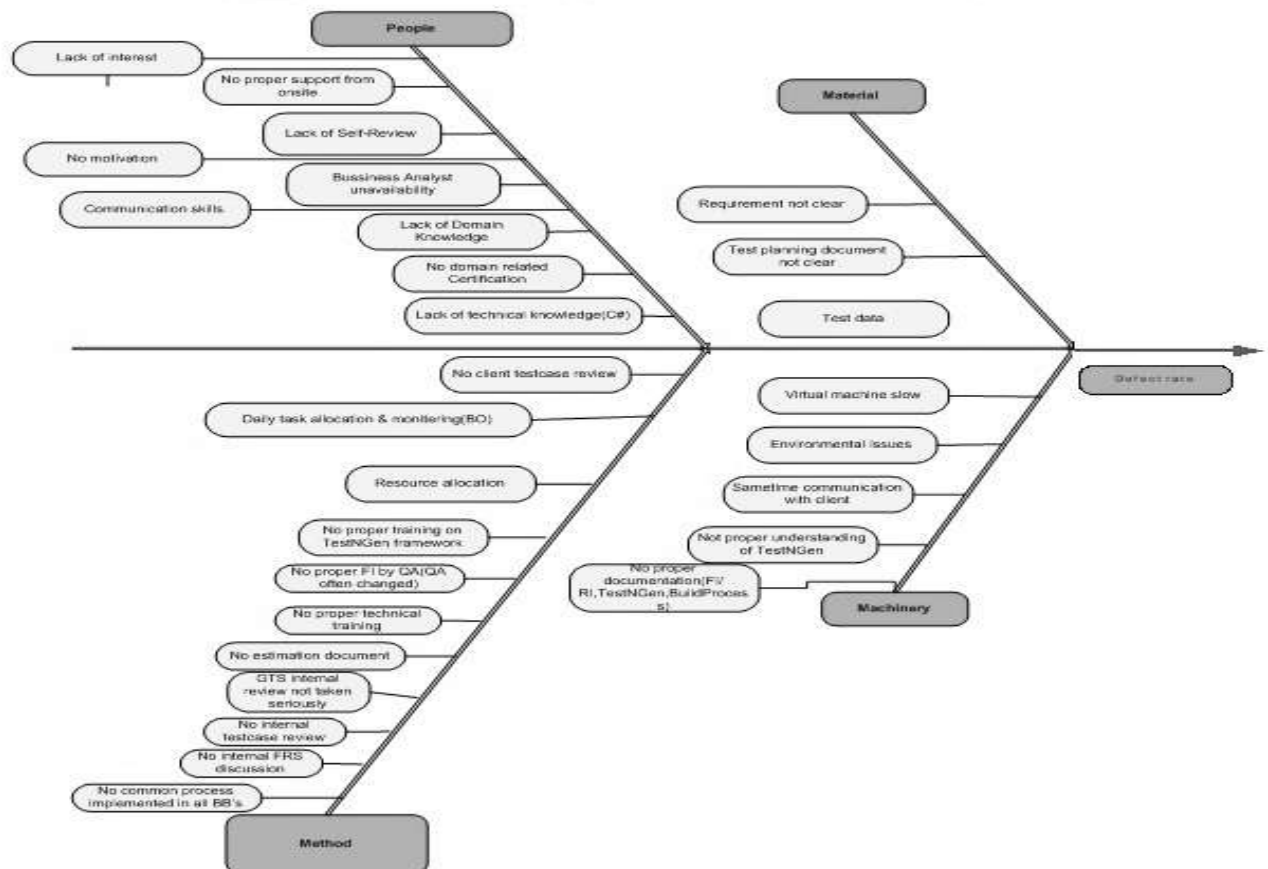 People
Lack of interest
No proper support from
onsite
Lack of Self-Review
No motivation
Bussiness Analyst
unavailability
Communication skills.
Lack of Domain
Knowledge
No domain related
Certification
Lack of technical knowledge(C#)
Material
Requirement not clear
Test planning document
not clear
Test data
Defect rate
No client testcase review
Daily task allocation & monitering(BO)
Resource allocation
No proper training on
TestNGen framework
No proper FI by QA(QA
often changed)
No proper technical
training
No estimation document
GTS internal
review not taken
seriously
No internal
testcase review
No internal FRS
discussion
No common process
implemented in all BB's
Method
Virtual machine slow
Environmental issues
Sametime communication
with client
Not proper understanding
of TestNGen
No proper
documentation(FI/
RI,TestNGen,BuildProces
s)
Machinery